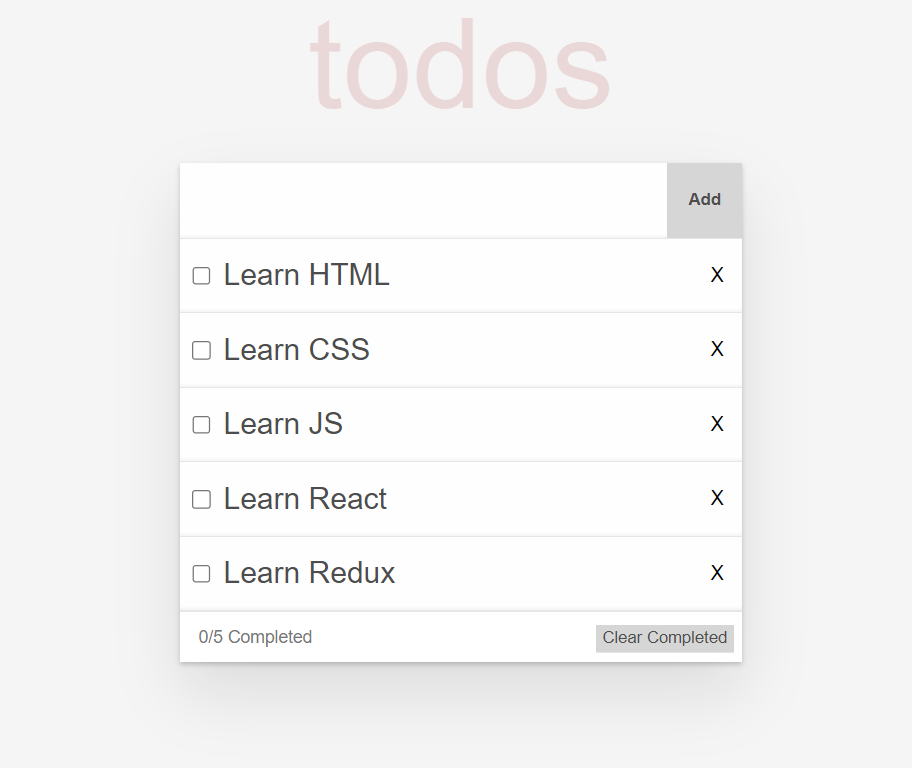 todos
Add
Learn HTML X
Learn CSS X
Learn JS X
Learn React X
Learn Redux X
0/5 Completed Clear Completed